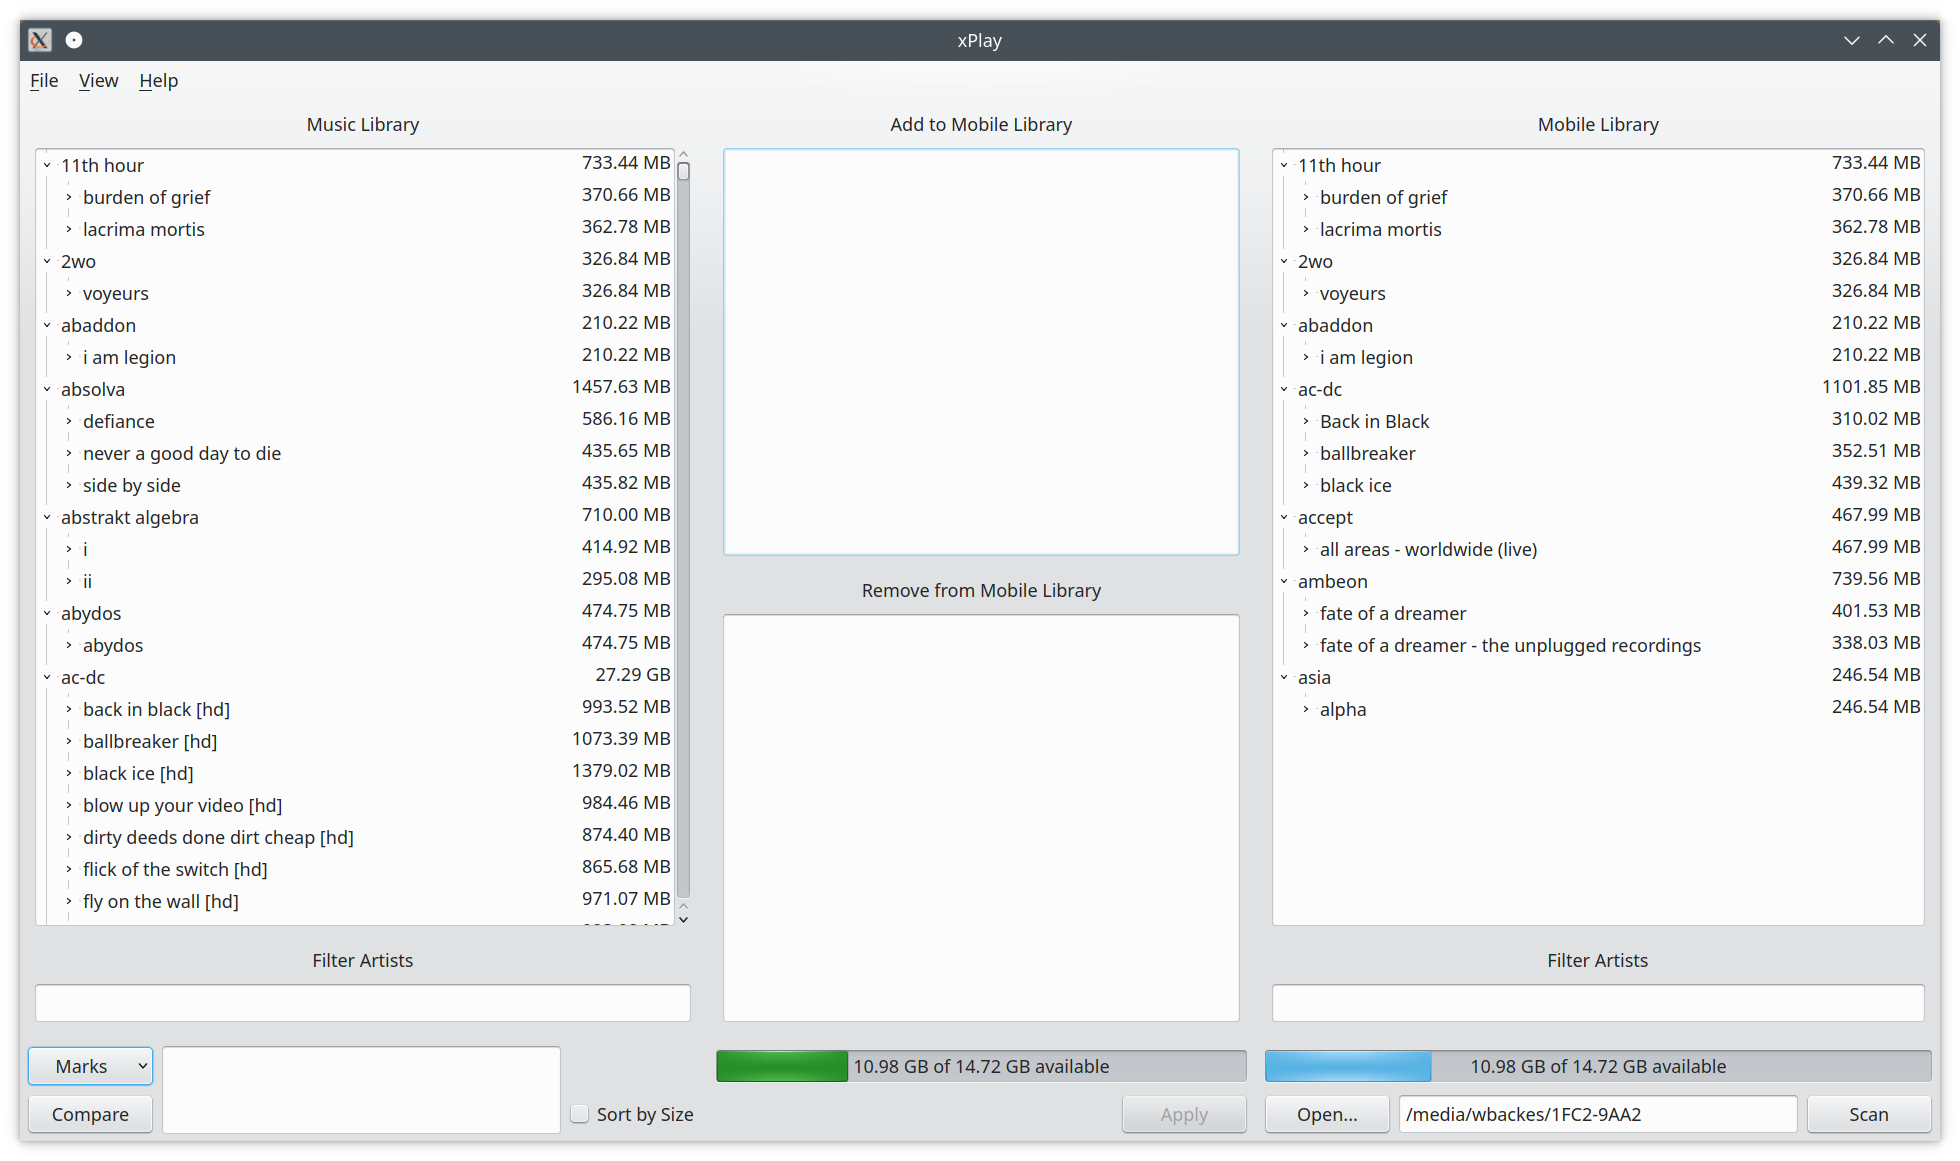 xPlay
File View Help
Music Library
11th hour 733.44 MB
burden of grief 370.66 MB
lacrima mortis 362.78 MB
2wo 326.84 MB
voyeurs 326.84 MB
abaddon 210.22 MB
i am legion 210.22 MB
absolva 1457.63 MB
defiance 586.16 MB
never a good day to die 435.65 MB
side by side 435.82 MB
abstrakt algebra 710.00 MB
i 414.92 MB
ii 295.08 MB
abydos 474.75 MB
abydos 474.75 MB
ac-dc 27.29 GB
back in black [hd] 993.52 MB
ballbreaker [hd] 1073.39 MB
black ice [hd] 1379.02 MB
blow up your video [hd] 984.46 MB
dirty deeds done dirt cheap [hd] 874.40 MB
flick of the switch [hd] 865.68 MB
fly on the wall [hd] 971.07 MB
Filter Artists
Marks
Compare
Sort by Size
Add to Mobile Library
Remove from Mobile Library
10.98 GB of 14.72 GB available
Apply
Mobile Library
11th hour 733.44 MB
burden of grief 370.66 MB
lacrima mortis 362.78 MB
2wo 326.84 MB
voyeurs 326.84 MB
abaddon 210.22 MB
i am legion 210.22 MB
ac-dc 1101.85 MB
Back in Black 310.02 MB
ballbreaker 352.51 MB
black ice 439.32 MB
accept 467.99 MB
all areas - worldwide (live) 467.99 MB
ambeon 739.56 MB
fate of a dreamer 401.53 MB
fate of a dreamer - the unplugged recordings 338.03 MB
asia 246.54 MB
alpha 246.54 MB
Filter Artists
10.98 GB of 14.72 GB available
Open... /media/wbackes/1FC2-9AA2 Scan